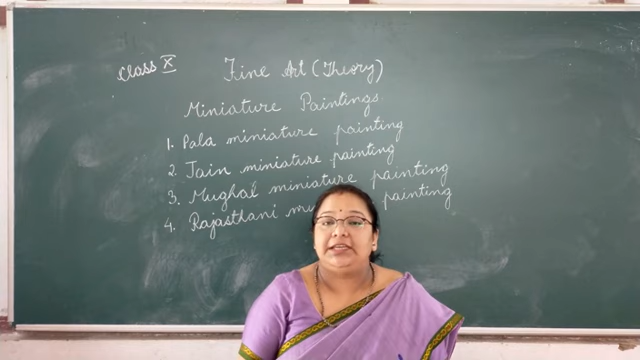 Class X
Fine Art (Theory)
Miniature Paintings
1. Pala miniature painting
2. Jain miniature painting
3. Mughal miniature painting
4. Rajasthani painting